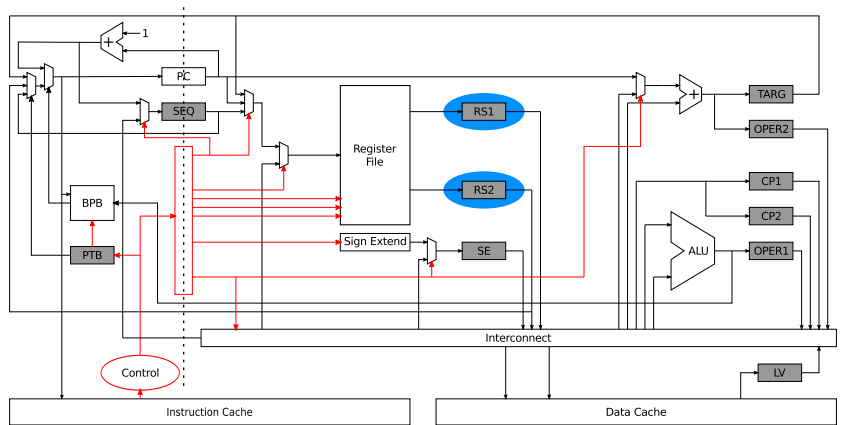 1
PC
TARG
SEQ
RS1
OPER2
Register
File
CP1
RS2
BPB
CP2
Sign Extend
PTB
SE
ALU
OPER1
Interconnect
Control
LV
Instruction Cache
Data Cache